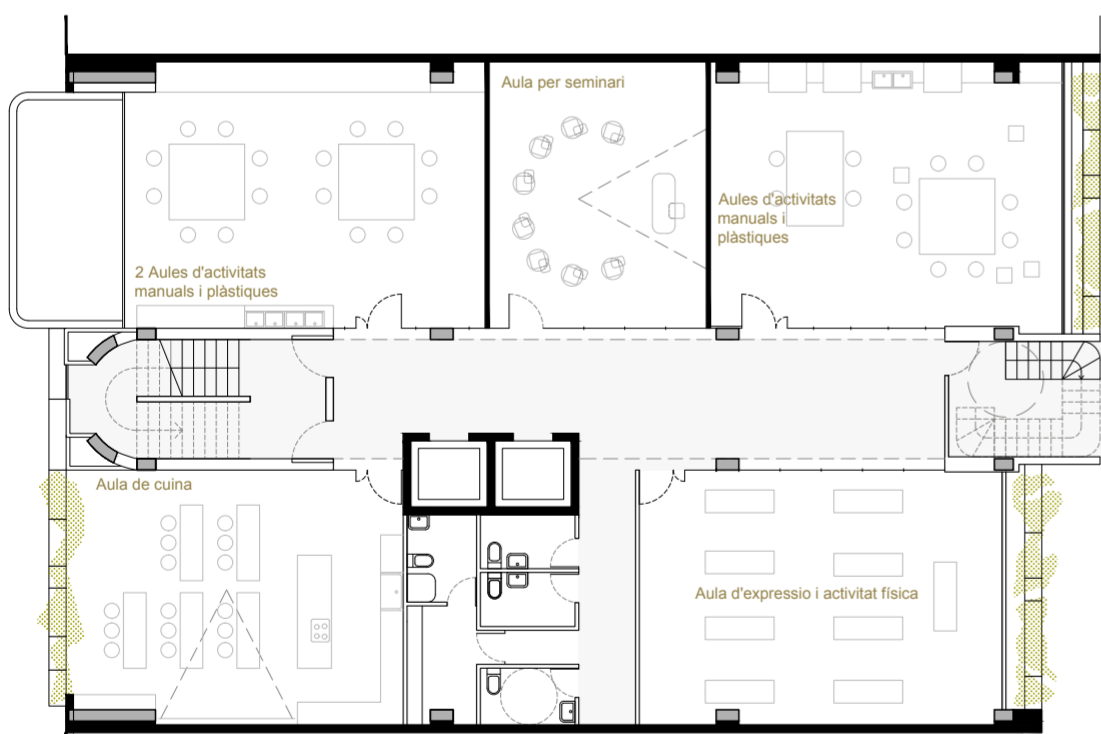 Aula per seminari
Aules d'activitats
manuals i
plàstiques
2 Aules d'activitats
manuals i plàstiques
Aula de cuina
Aula d'expressio i activitat física